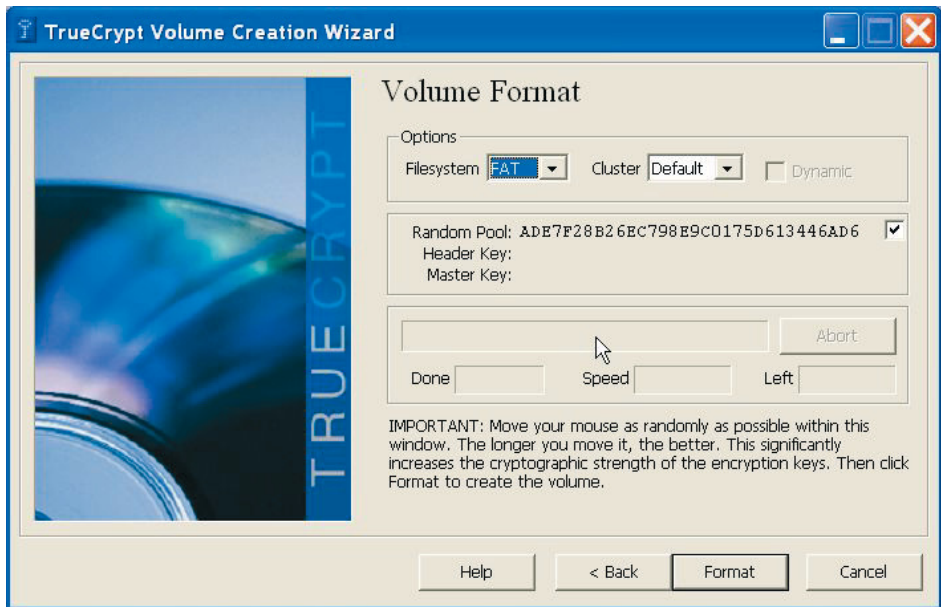 TrueCrypt Volume Creation Wizard
TRUECRYPT
Volume Format
Options
Filesystem FAT Cluster Default Dynamic
Random Pool: ADE7F28B26EC798E9C0175D613446AD6
Header Key:
Master Key:
Abort
Done Speed Left
IMPORTANT: Move your mouse as randomly as possible within this
window. The longer you move it, the better. This significantly
increases the cryptographic strength of the encryption keys. Then click
Format to create the volume.
Help < Back Format Cancel